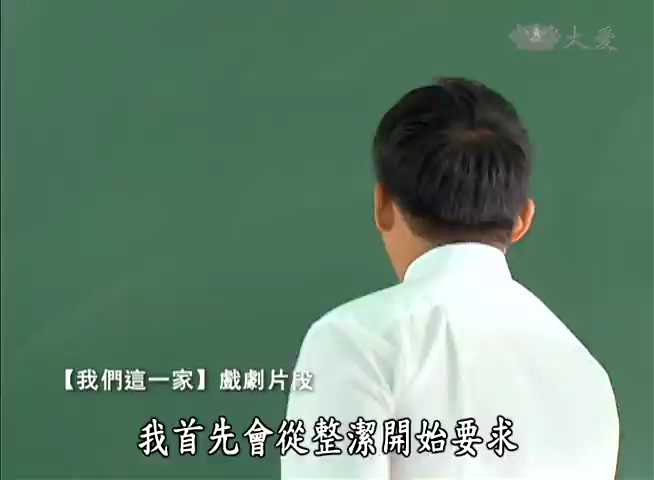 大愛
【我們這一家】戲劇片段
我首先會從整潔開始要求